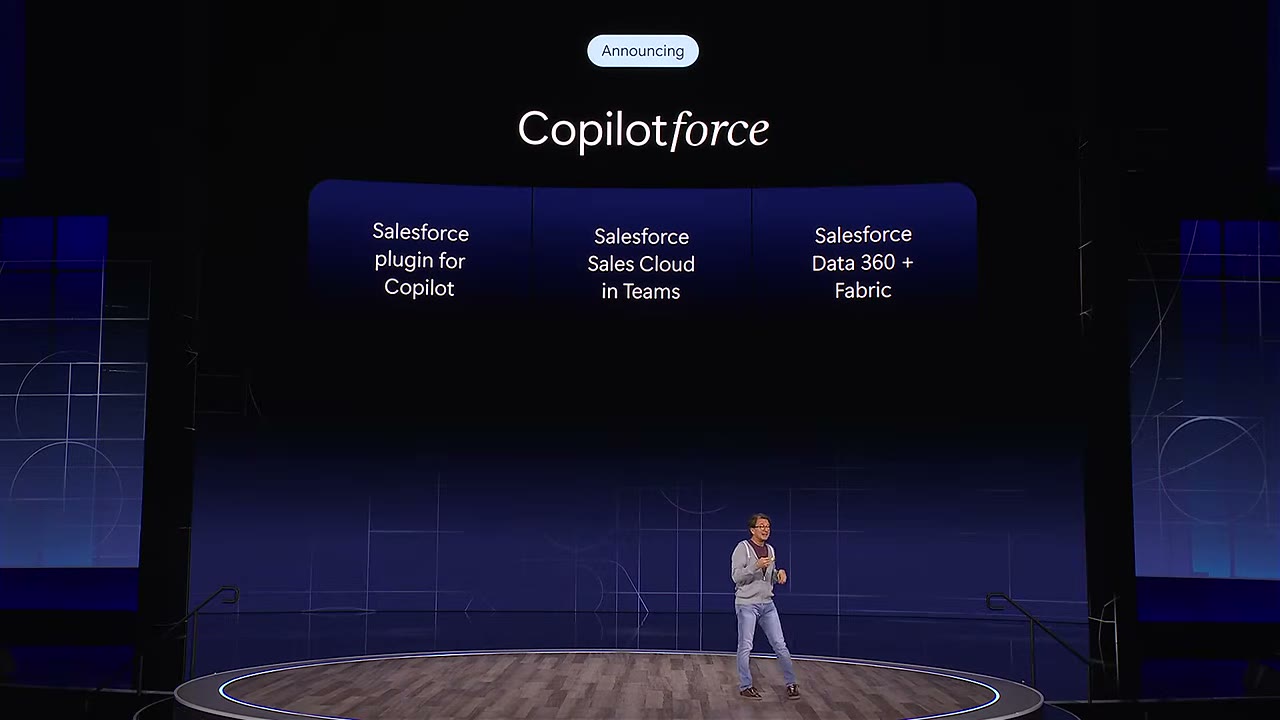 Announcing
Copilotforce
Salesforce
plugin for
Copilot
Salesforce
Sales Cloud
in Teams
Salesforce
Data 360 +
Fabric